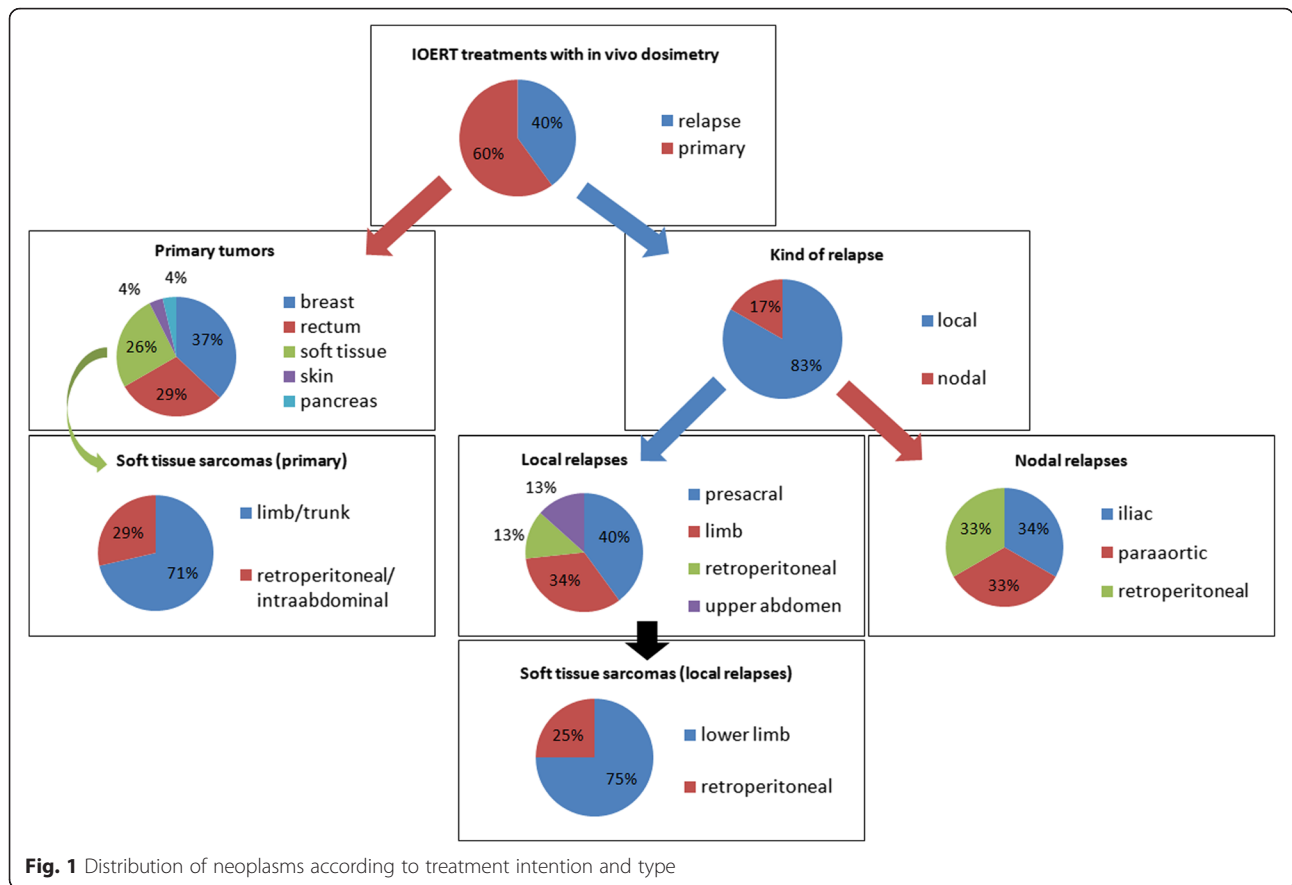 IOERT treatments with in vivo dosimetry
40%
60%
relapse
primary
Primary tumors
4%
4%
37%
26%
29%
breast
rectum
soft tissue
skin
pancreas
Kind of relapse
17%
83%
local
nodal
Soft tissue sarcomas (primary)
29%
71%
limb/trunk
retroperitoneal/
intraabdominal
Local relapses
13%
13%
40%
34%
presacral
limb
retroperitoneal
upper abdomen
Nodal relapses
33%
34%
33%
iliac
paraaortic
retroperitoneal
Soft tissue sarcomas (local relapses)
25%
75%
lower limb
retroperitoneal
Fig. 1 Distribution of neoplasms according to treatment intention and type